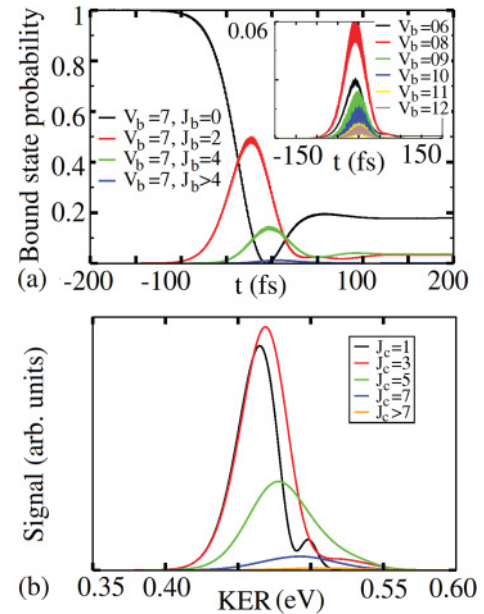 1
0.8
0.6
0.4
0.2
Bound state probability
V_b=7, J_b=0
V_b=7, J_b=2
V_b=7, J_b=4
V_b=7, J_b>4
0.06
V_b=06
V_b=08
V_b=09
V_b=10
V_b=11
V_b=12
-150 150
t (fs)
(a)
-200 -100 100 200
t (fs)
Signal (arb. units)
J_c=1
J_c=3
J_c=5
J_c=7
J_c>7
(b)
0.35 0.40 0.55 0.60
KER (eV)